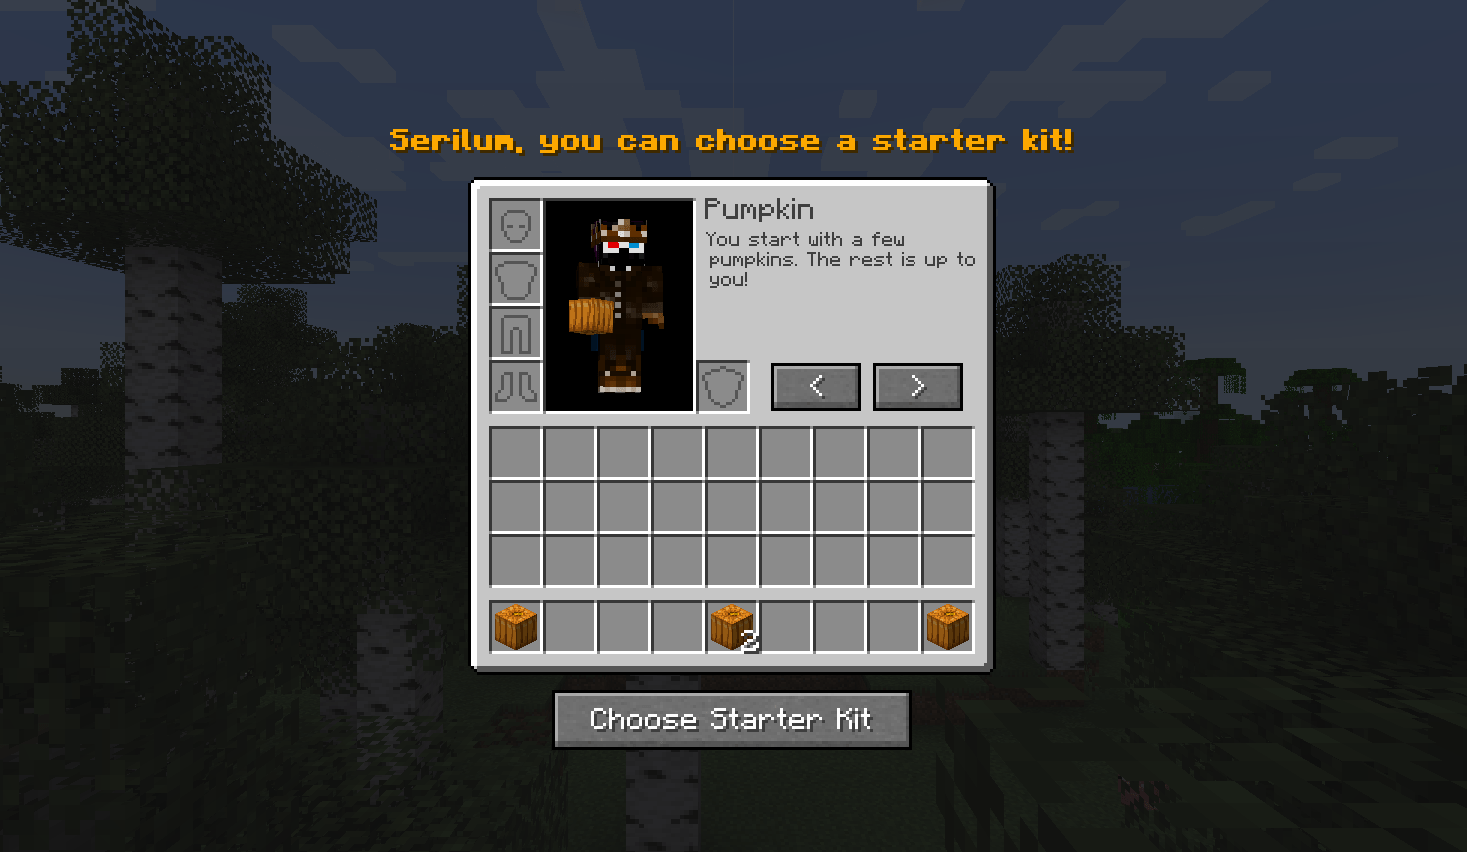 Serilum, you can choose a starter kit!
Pumpkin
You start with a few
pumpkins. The rest is up to
you!
<
>
2
Choose Starter Kit